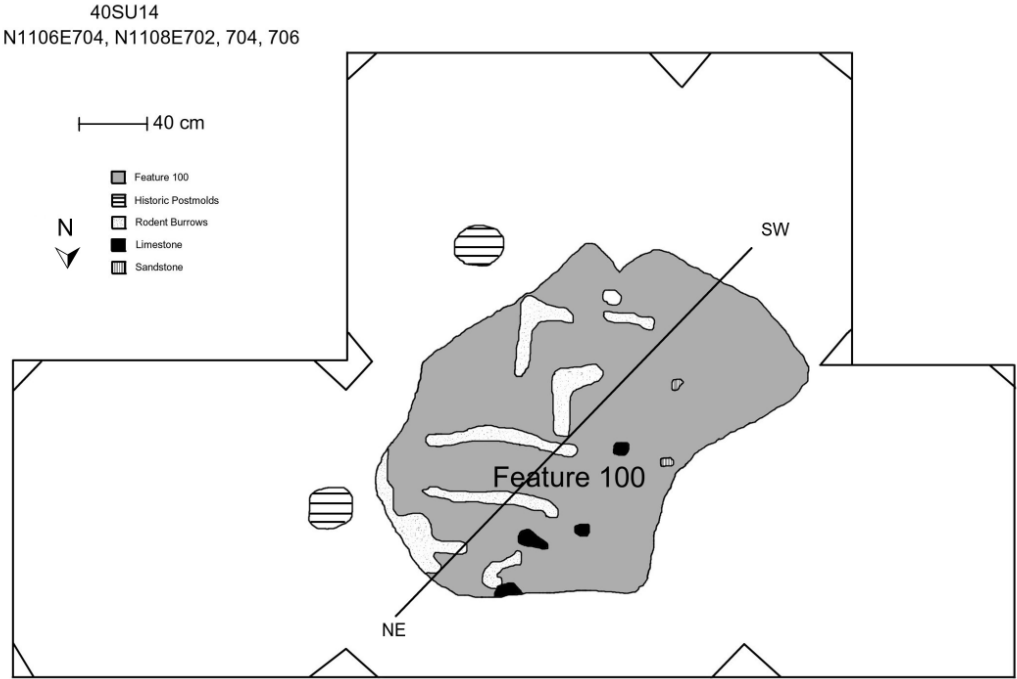 40SU14
N1106E704, N1108E702, 704, 706
40 cm
Feature 100
Historic Postmolds
Rodent Burrows
Limestone
Sandstone
N
SW
Feature 100
NE